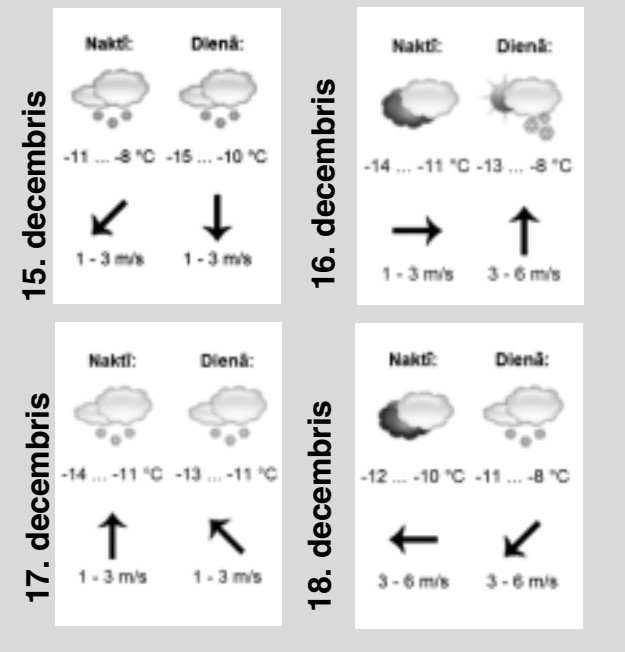 15. decembris
Naktī: Dienā:
-11 ... -8 °C -15 ... -10 °C
1 - 3 m/s 1 - 3 m/s
16. decembris
Naktī: Dienā:
-14 ... -11 °C -13 ... -8 °C
1 - 3 m/s 3 - 6 m/s
17. decembris
Naktī: Dienā:
-14 ... -11 °C -13 ... -11 °C
1 - 3 m/s 1 - 3 m/s
18. decembris
Naktī: Dienā:
-12 ... -10 °C -11 ... -8 °C
3 - 6 m/s 3 - 6 m/s